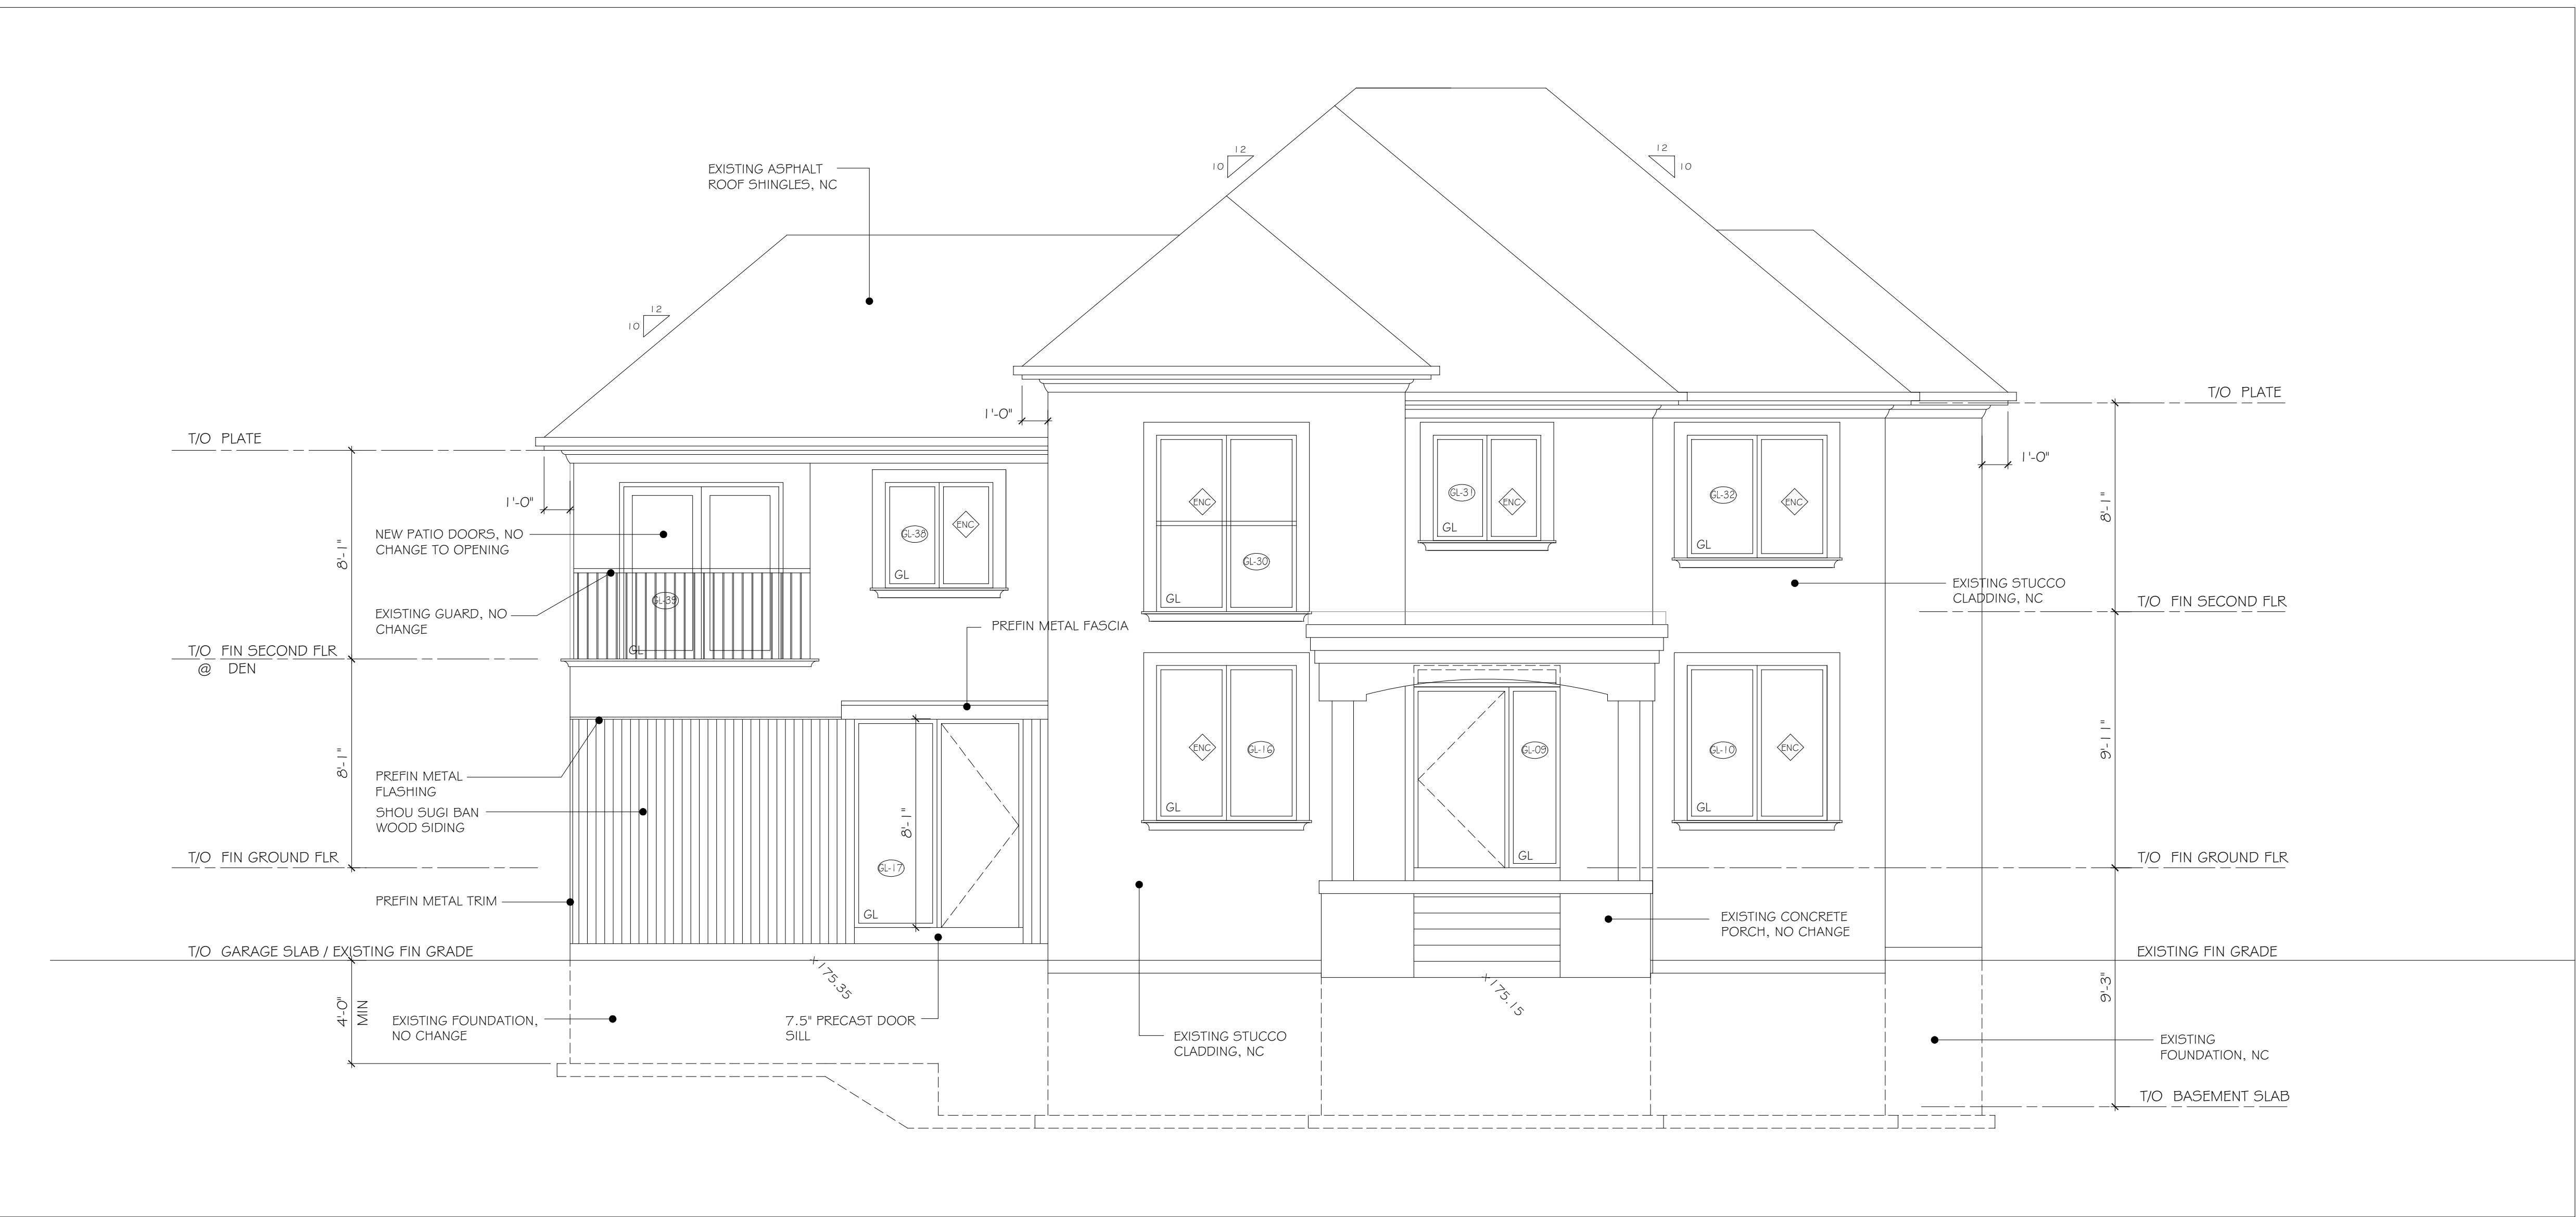 EXISTING ASPHALT
ROOF SHINGLES, NC
12
10
12
10
12
10
T/O PLATE
T/O PLATE
1'-0"
1'-0"
1'-0"
NEW PATIO DOORS, NO
CHANGE TO OPENING
8'-1"
EXISTING GUARD, NO
CHANGE
GL-39
GL
GL-38
ENC
GL
ENC
GL-30
GL
GL-31
ENC
GL
GL-32
ENC
GL
8'-1"
EXISTING STUCCO
CLADDING, NC
T/O FIN SECOND FLR
T/O FIN SECOND FLR
@ DEN
PREFIN METAL FASCIA
8'-1"
PREFIN METAL
FLASHING
SHOU SUGI BAN
WOOD SIDING
8'-1"
GL-17
GL
ENC
GL-16
GL
GL-09
GL
GL-10
ENC
GL
9'-11"
T/O FIN GROUND FLR
T/O FIN GROUND FLR
PREFIN METAL TRIM
EXISTING CONCRETE
PORCH, NO CHANGE
T/O GARAGE SLAB / EXISTING FIN GRADE
EXISTING FIN GRADE
×175.35
×175.15
4'-0"
MIN
9'-3"
EXISTING FOUNDATION,
NO CHANGE
7.5" PRECAST DOOR
SILL
EXISTING STUCCO
CLADDING, NC
EXISTING
FOUNDATION, NC
T/O BASEMENT SLAB